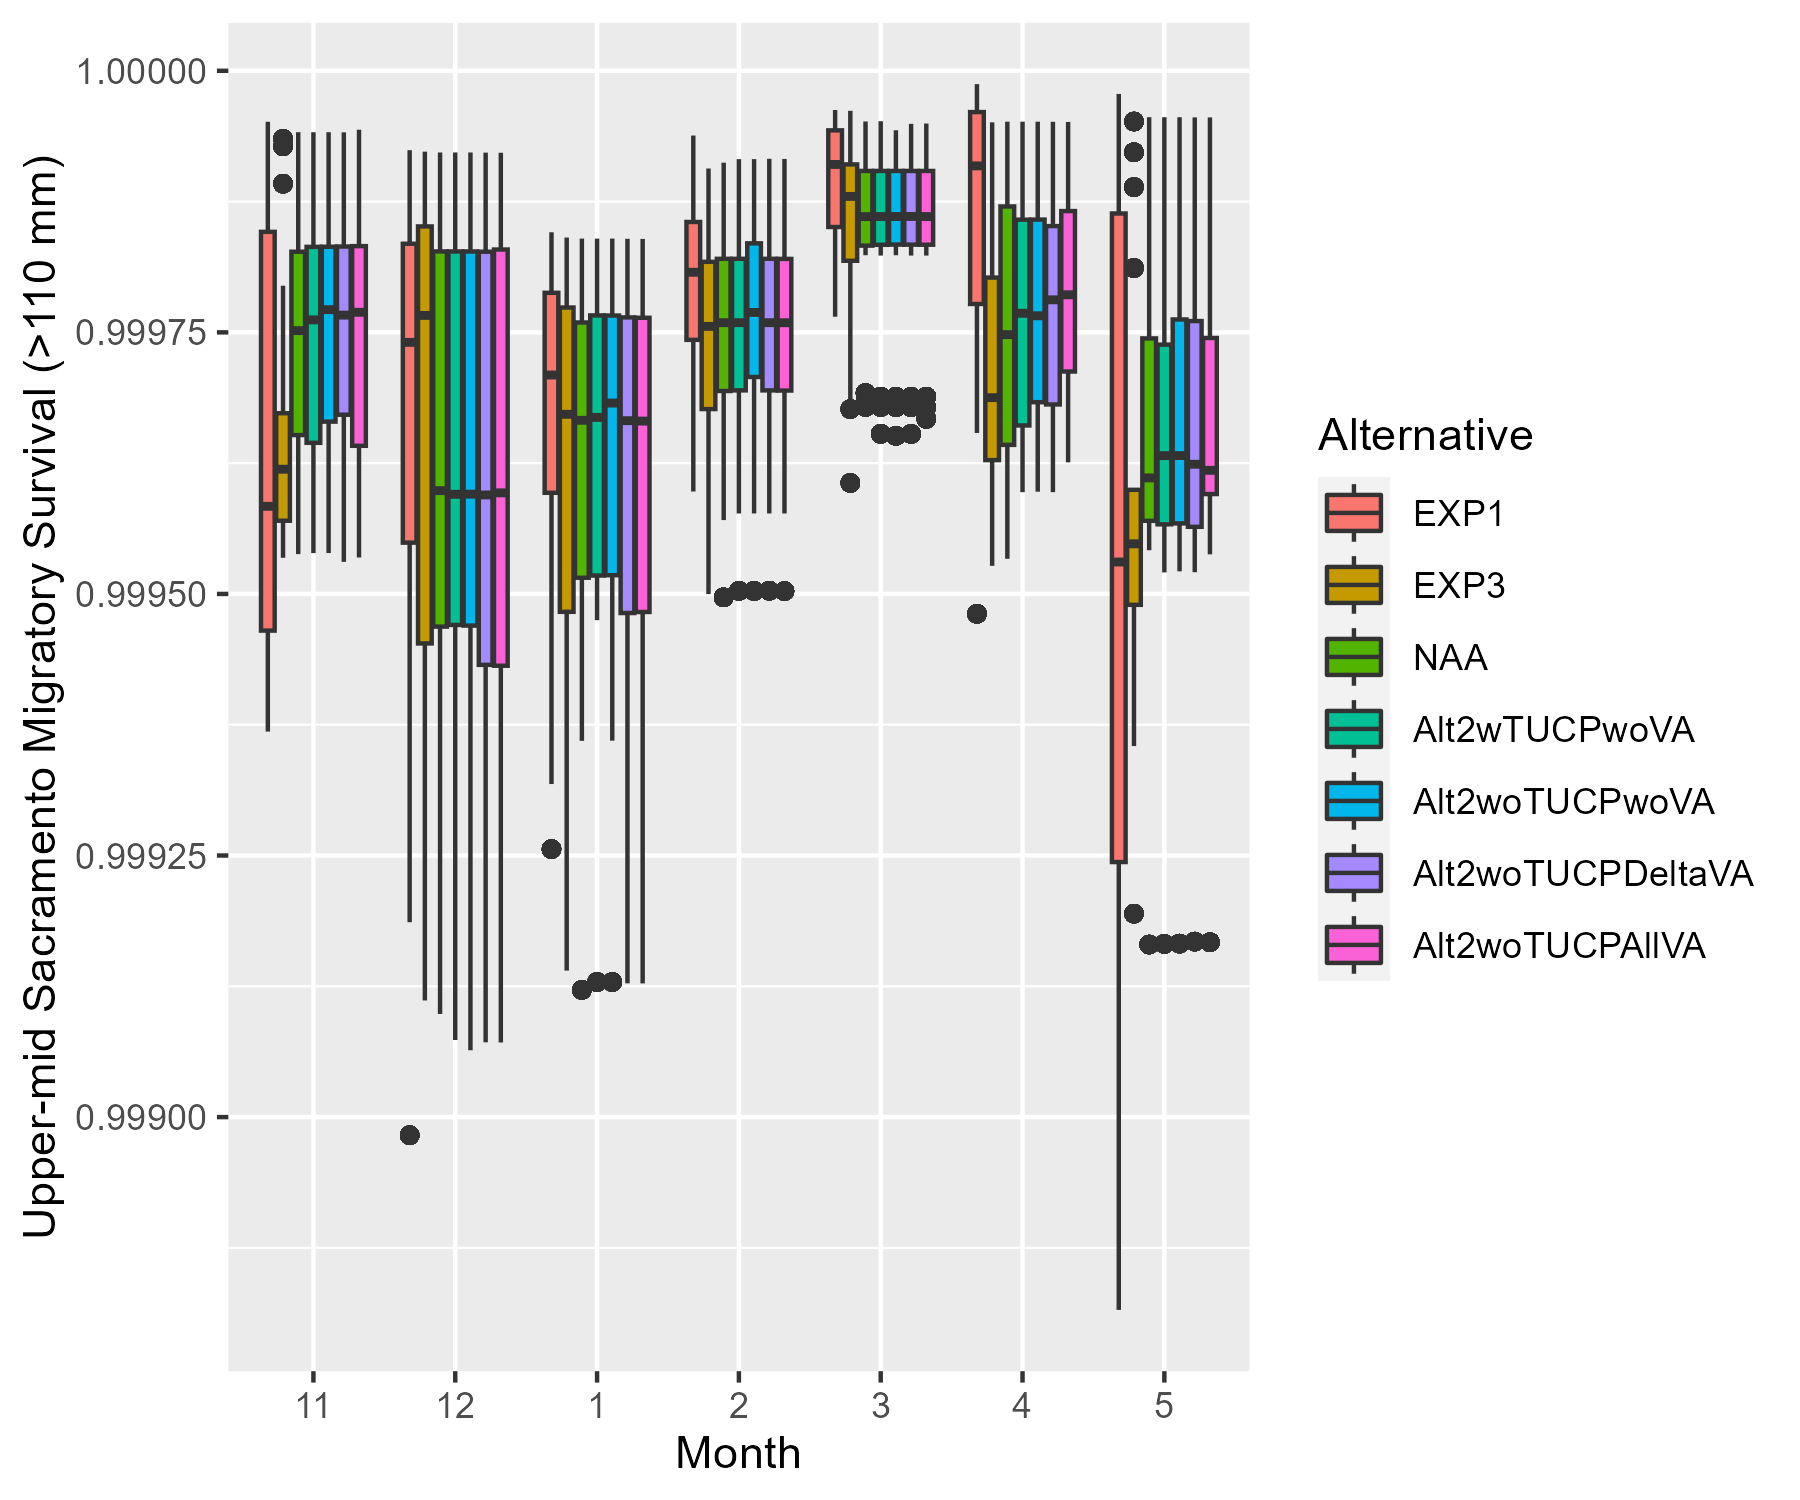 Upper-mid Sacramento Migratory Survival (>110 mm)
1.00000
0.99975
0.99950
0.99925
0.99900
11 12 1 2 3 4 5
Month
Alternative
EXP1
EXP3
NAA
Alt2wTUCPwoVA
Alt2woTUCPwoVA
Alt2woTUCPDeltaVA
Alt2woTUCPAllVA